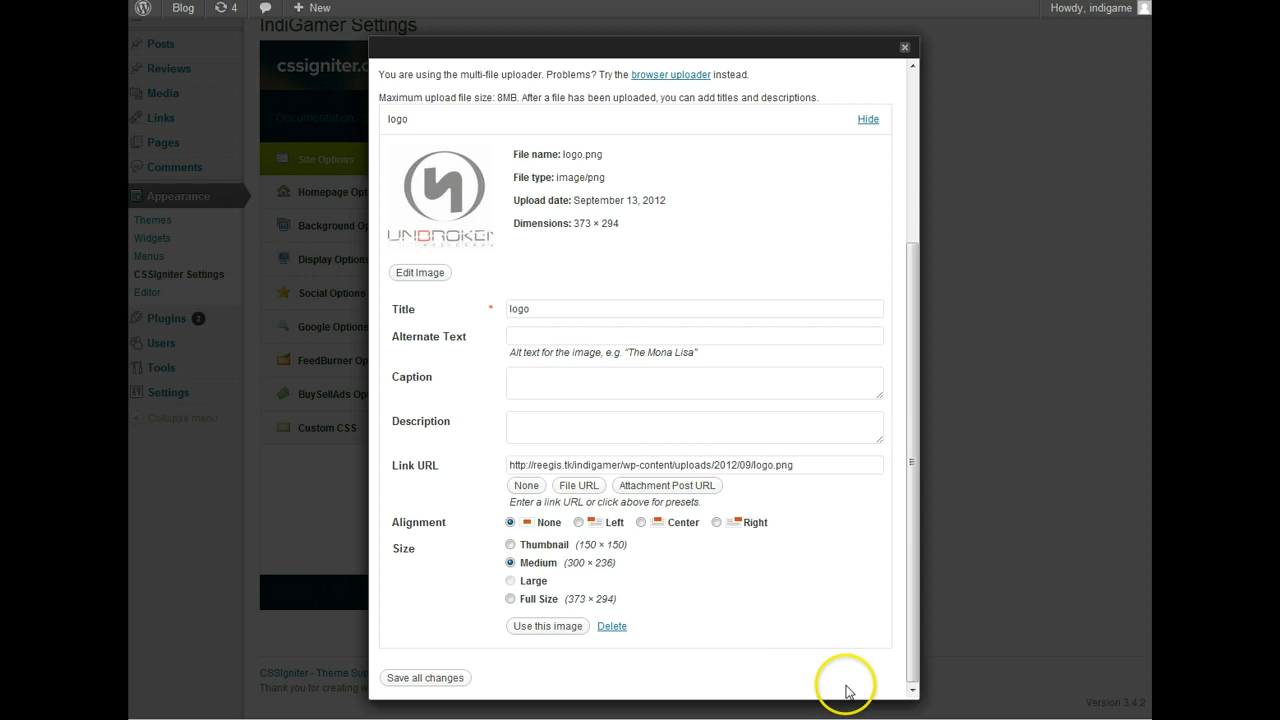 Blog
4
+ New
Howdy, indigame
IndiGamer Settings
Posts
Reviews
Media
Links
Pages
Comments
Appearance
Themes
Widgets
Menus
CSSIgniter Settings
Editor
Plugins 2
Users
Tools
Settings
Collapse menu
cssigniter.c
Documentation
Site Options
Homepage Opt
Background O
Display Option
Social Options
Google Option
FeedBurner O
BuySellAds Op
Custom CSS
CSSIgniter - Theme Sup
Thank you for creating w
You are using the multi-file uploader. Problems? Try the browser uploader instead.
Maximum upload file size: 8MB. After a file has been uploaded, you can add titles and descriptions.
logo
Hide
UNBROKEN
File name: logo.png
File type: image/png
Upload date: September 13, 2012
Dimensions: 373 × 294
Edit Image
Title * logo
Alternate Text
Alt text for the image, e.g. "The Mona Lisa"
Caption
Description
Link URL http://reegis.tk/indigamer/wp-content/uploads/2012/09/logo.png
None File URL Attachment Post URL
Enter a link URL or click above for presets.
Alignment None Left Center Right
Size Thumbnail (150 × 150)
Medium (300 × 236)
Large
Full Size (373 × 294)
Use this image Delete
Save all changes
Version 3.4.2